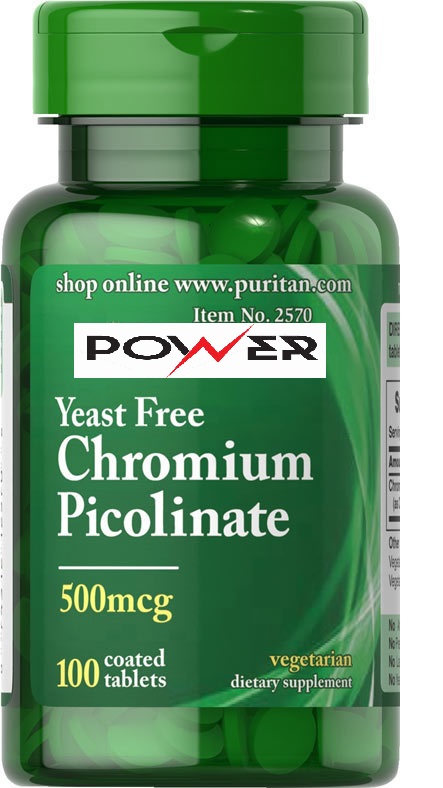 shop online www.puritan.com
Item No. 2570
POWER
Yeast Free
Chromium
Picolinate
500mcg
100 coated tablets
vegetarian
dietary supplement